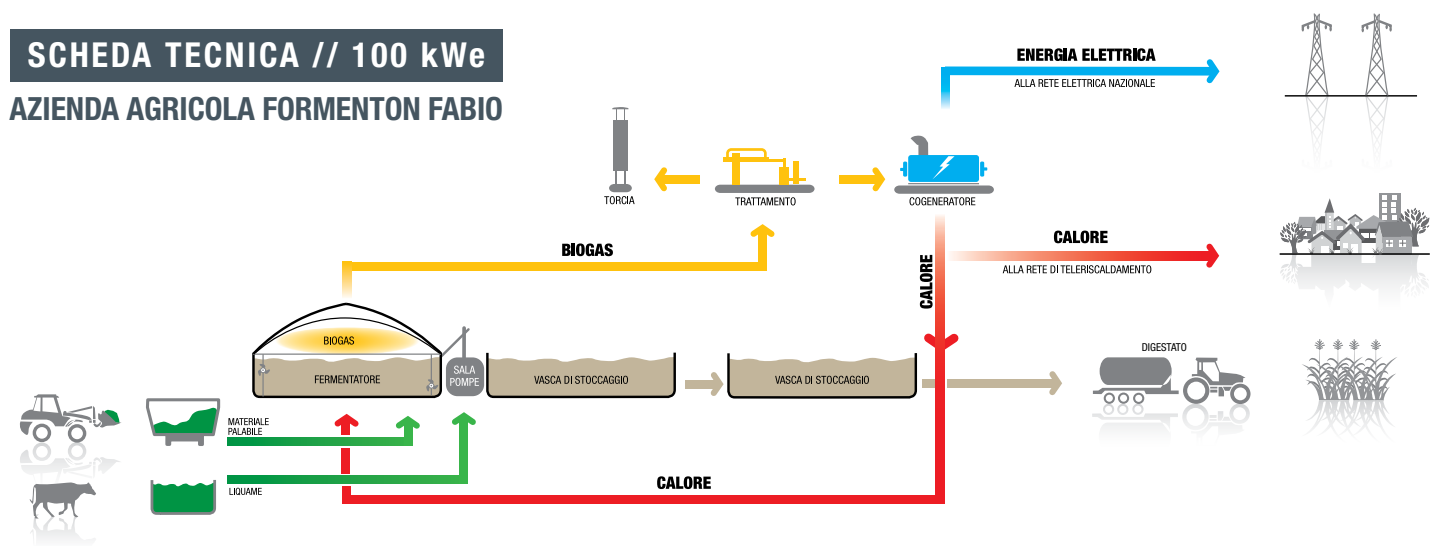 SCHEDA TECNICA // 100 kWe
AZIENDA AGRICOLA FORMENTON FABIO
ENERGIA ELETTRICA
ALLA RETE ELETTRICA NAZIONALE
TORCIA
TRATTAMENTO
COGENERATORE
BIOGAS
CALORE
CALORE
ALLA RETE DI TELERISCALDAMENTO
BIOGAS
FERMENTATORE
SALA
POMPE
VASCA DI STOCCAGGIO
VASCA DI STOCCAGGIO
DIGESTATO
MATERIALE
PALABILE
LIQUAME
CALORE